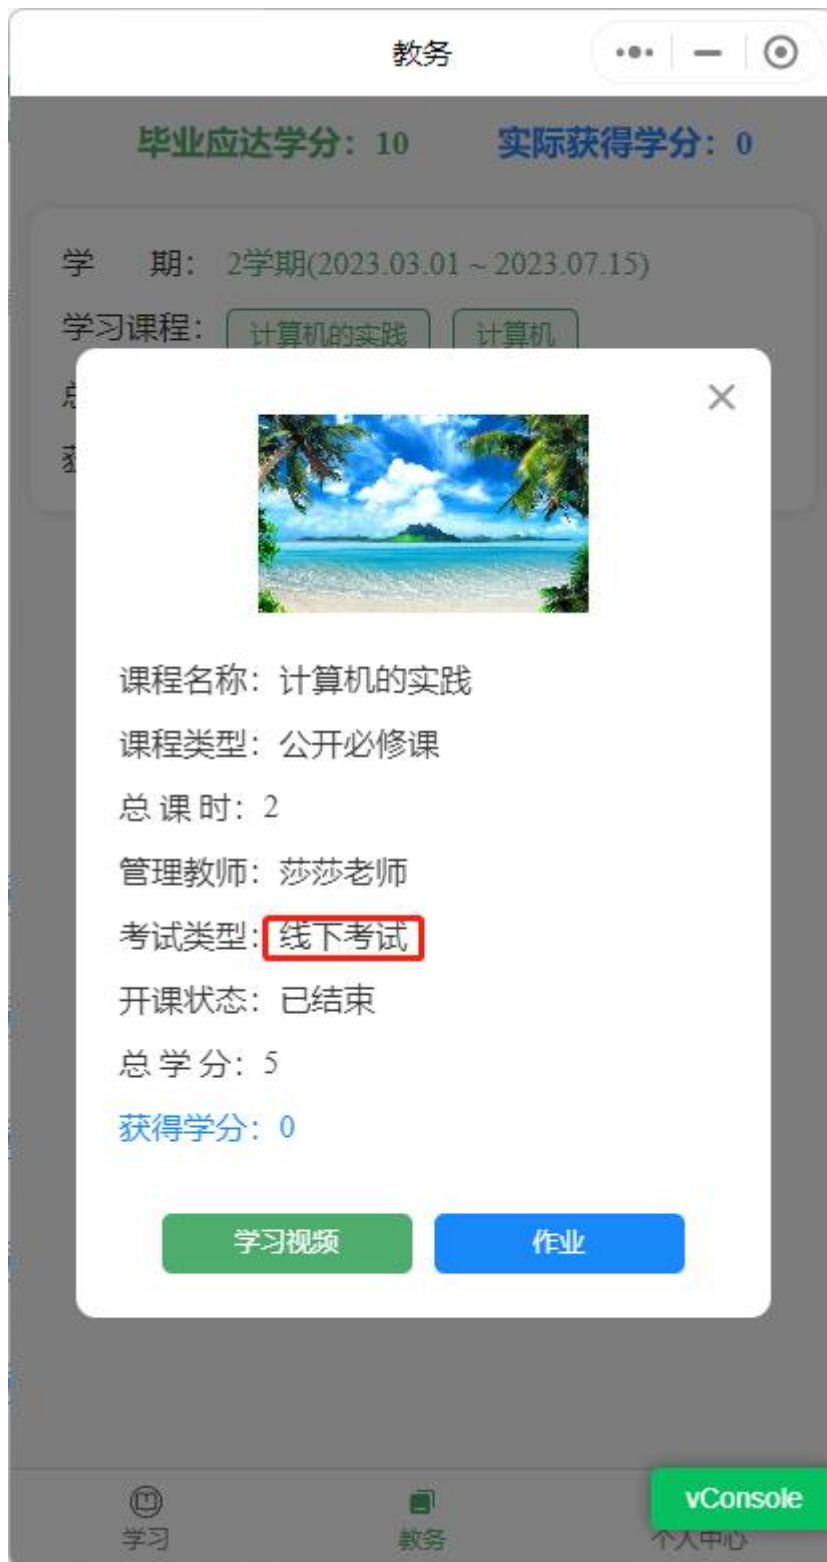 教务
毕业应达学分：10 实际获得学分：0
学 期：2学期(2023.03.01 ~ 2023.07.15)
学习课程：计算机的实践 计算机
课程名称：计算机的实践
课程类型：公开必修课
总 课 时：2
管理教师：莎莎老师
考试类型：线下考试
开课状态：已结束
总 学 分：5
获得学分：0
学习视频 作业
vConsole
学习 教务 个人中心